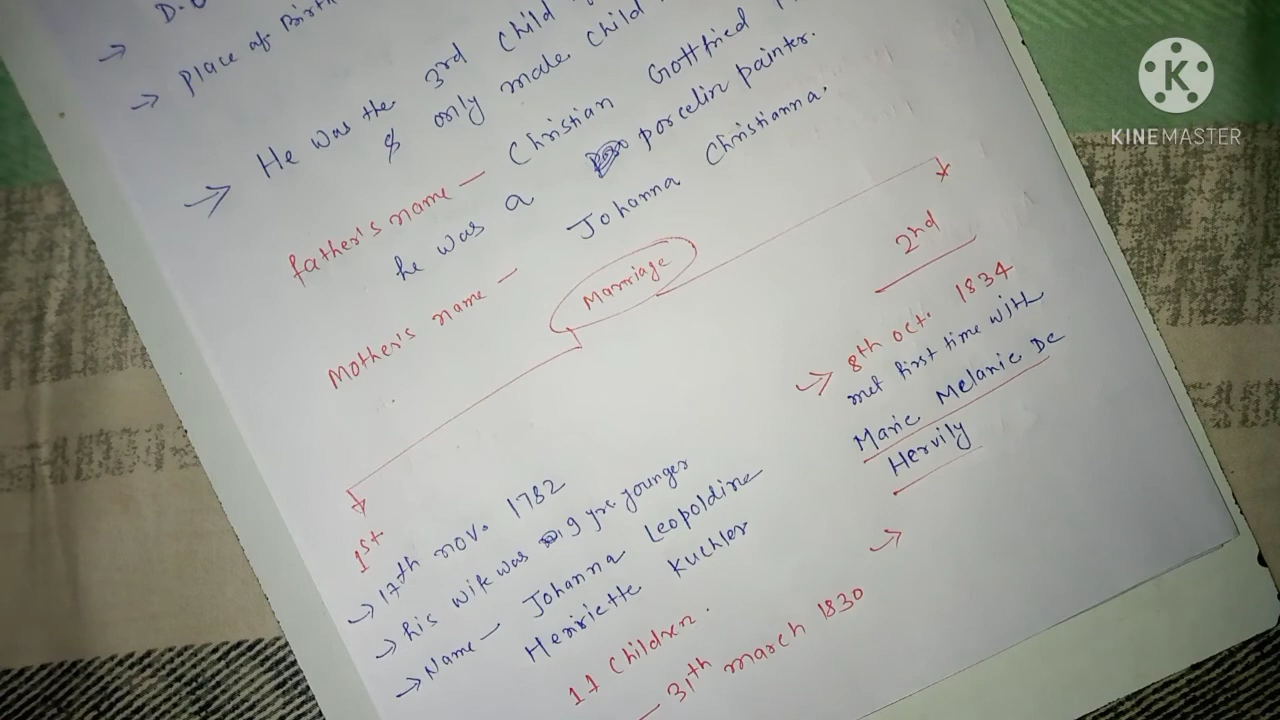 → D.O
→ Place of Birth
→ He was the 3rd child
& only male child
father's name — Christian Gottfried
he was a porcelin painter.
Mother's name — Johanna Christianna.
Marriage
1st
→ 17th nov. 1782
→ his wife was 19 yrs younger
→ Name — Johanna Leopoldine
Henriette Kuchler
11 children.
— 31th march 1830
2nd
→ 8th oct. 1834
met first time with
Marie Melanie De
Hervily
→
K
KINEMASTER